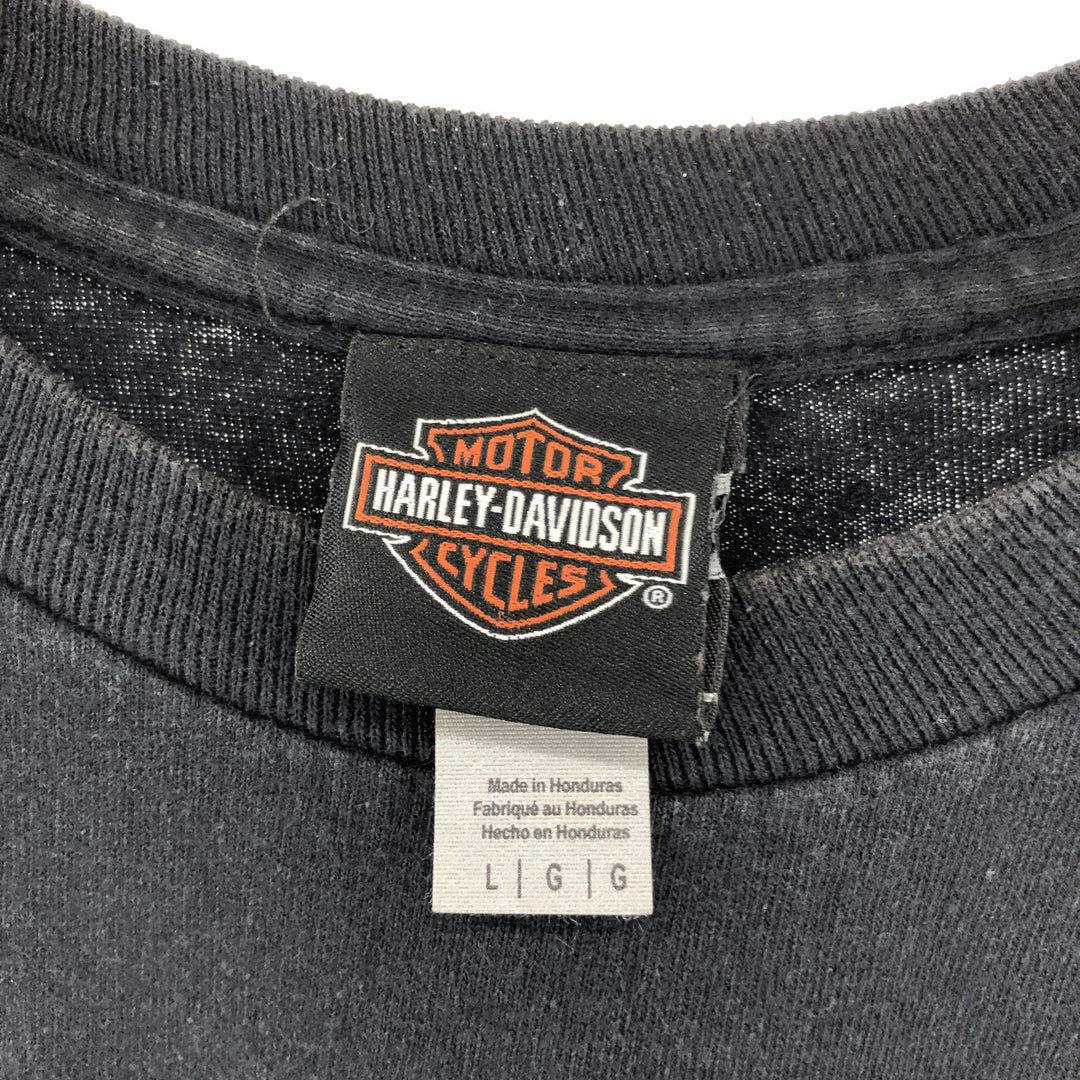 MOTOR
HARLEY-DAVIDSON
CYCLES
®
Made in Honduras
Fabriqué au Honduras
Hecho en Honduras
L | G | G